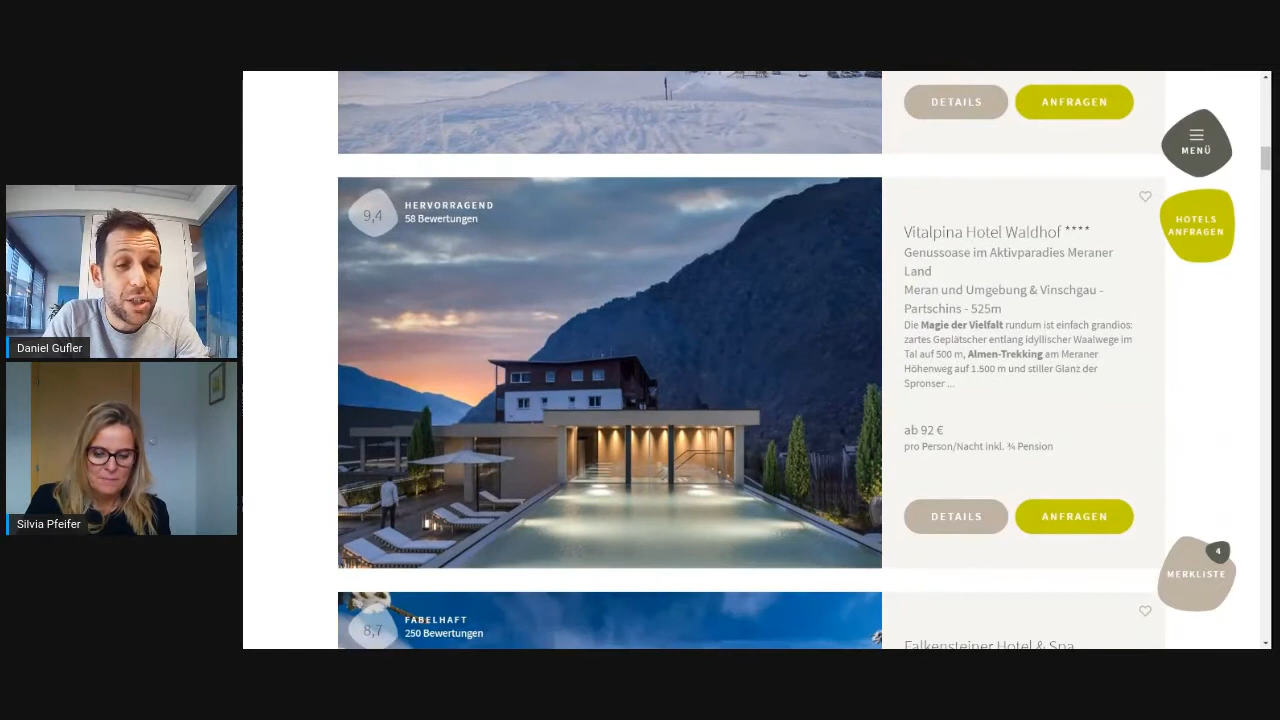 DETAILS
ANFRAGEN
MENÜ
HOTELS
ANFRAGEN
9,4
HERVORRAGEND
58 Bewertungen
Vitalpina Hotel Waldhof ****
Genussoase im Aktivparadies Meraner
Land
Meran und Umgebung & Vinschgau -
Partschins - 525m
Die Magie der Vielfalt rundum ist einfach grandios:
zartes Geplätscher entlang idyllischer Waalwege im
Tal auf 500 m, Almen-Trekking am Meraner
Höhenweg auf 1.500 m und stiller Glanz der
Spronser ...
ab 92 €
pro Person/Nacht inkl. ¾ Pension
DETAILS
ANFRAGEN
4
MERKLISTE
8,7
FABELHAFT
250 Bewertungen
Falkensteiner Hotel & Spa
Daniel Gufler
Silvia Pfeifer